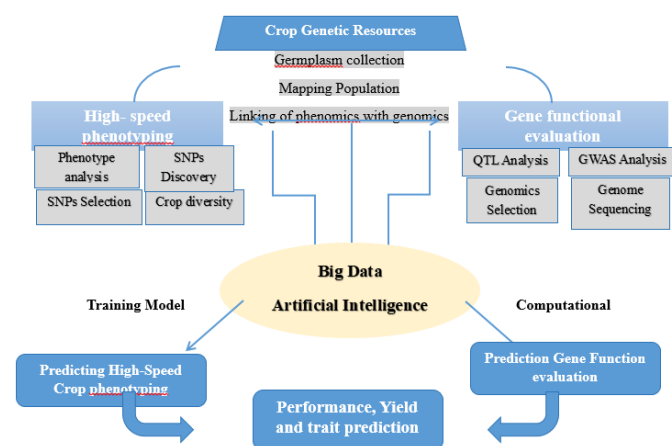 Crop Genetic Resources
Germplasm collection
Mapping Population
Linking of phenomics with genomics
High- speed
phenotyping
Phenotype
analysis
SNPs
Discovery
SNPs Selection
Crop diversity
Gene functional
evaluation
QTL Analysis
GWAS Analysis
Genomics
Selection
Genome
Sequencing
Big Data
Artificial Intelligence
Training Model
Computational
Predicting High-Speed
Crop phenotyping
Prediction Gene Function
evaluation
Performance, Yield
and trait prediction